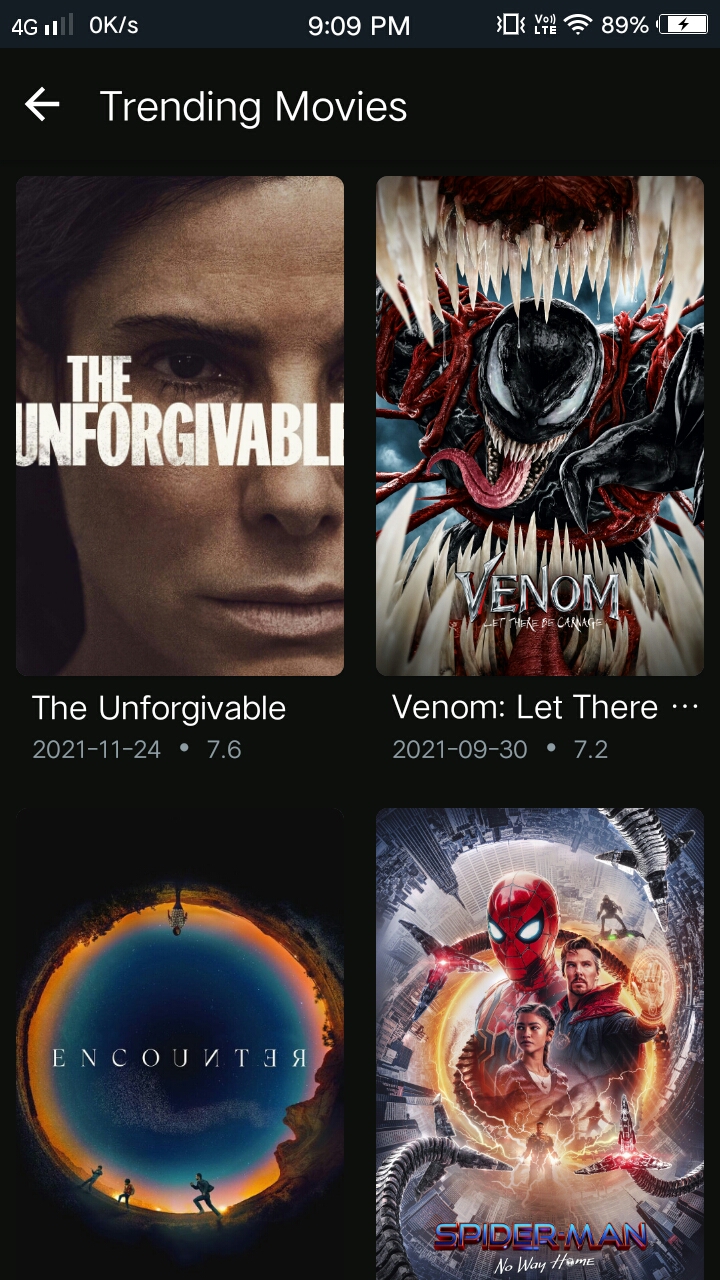 4G 0K/s 9:09 PM Vo)) LTE 89%
Trending Movies
THE
UNFORGIVABLE
VENOM
LET THERE BE CARNAGE
The Unforgivable
2021-11-24 • 7.6
Venom: Let There ···
2021-09-30 • 7.2
ENCOUИTƎЯ
SPIDER-MAN
No Way Home